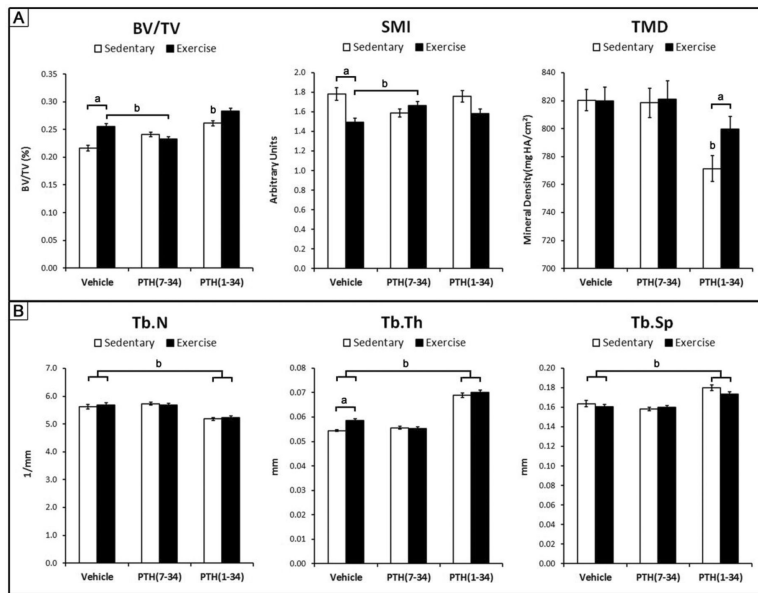 A
BV/TV
Sedentary Exercise
BV/TV (%)
0.35
0.30
0.25
0.20
0.15
0.10
0.05
0.00
a
b
b
Vehicle PTH(7-34) PTH(1-34)
SMI
Sedentary Exercise
Arbitrary Units
2.0
1.8
1.6
1.4
1.2
1.0
0.8
0.6
0.4
0.2
0.0
a
b
Vehicle PTH(7-34) PTH(1-34)
TMD
Sedentary Exercise
Mineral Density(mg HA/cm²)
840
820
800
780
760
740
720
700
a
b
Vehicle PTH(7-34) PTH(1-34)
B
Tb.N
Sedentary Exercise
1/mm
7.0
6.0
5.0
4.0
3.0
2.0
1.0
0.0
b
Vehicle PTH(7-34) PTH(1-34)
Tb.Th
Sedentary Exercise
mm
0.08
0.07
0.06
0.05
0.04
0.03
0.02
0.01
0.00
b
a
Vehicle PTH(7-34) PTH(1-34)
Tb.Sp
Sedentary Exercise
mm
0.20
0.18
0.16
0.14
0.12
0.10
0.08
0.06
0.04
0.02
0.00
b
Vehicle PTH(7-34) PTH(1-34)